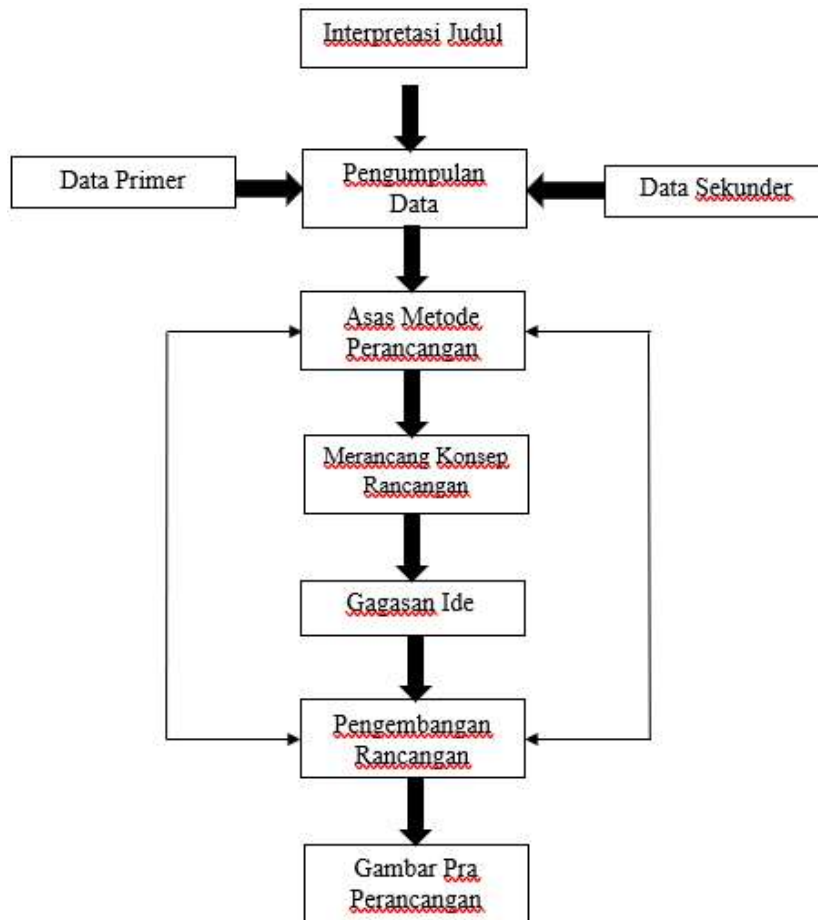 Interpretasi Judul
Data Primer
Pengumpulan
Data
Data Sekunder
Asas Metode
Perancangan
Merancang Konsep
Rancangan
Gagasan Ide
Pengembangan
Rancangan
Gambar Pra
Perancangan